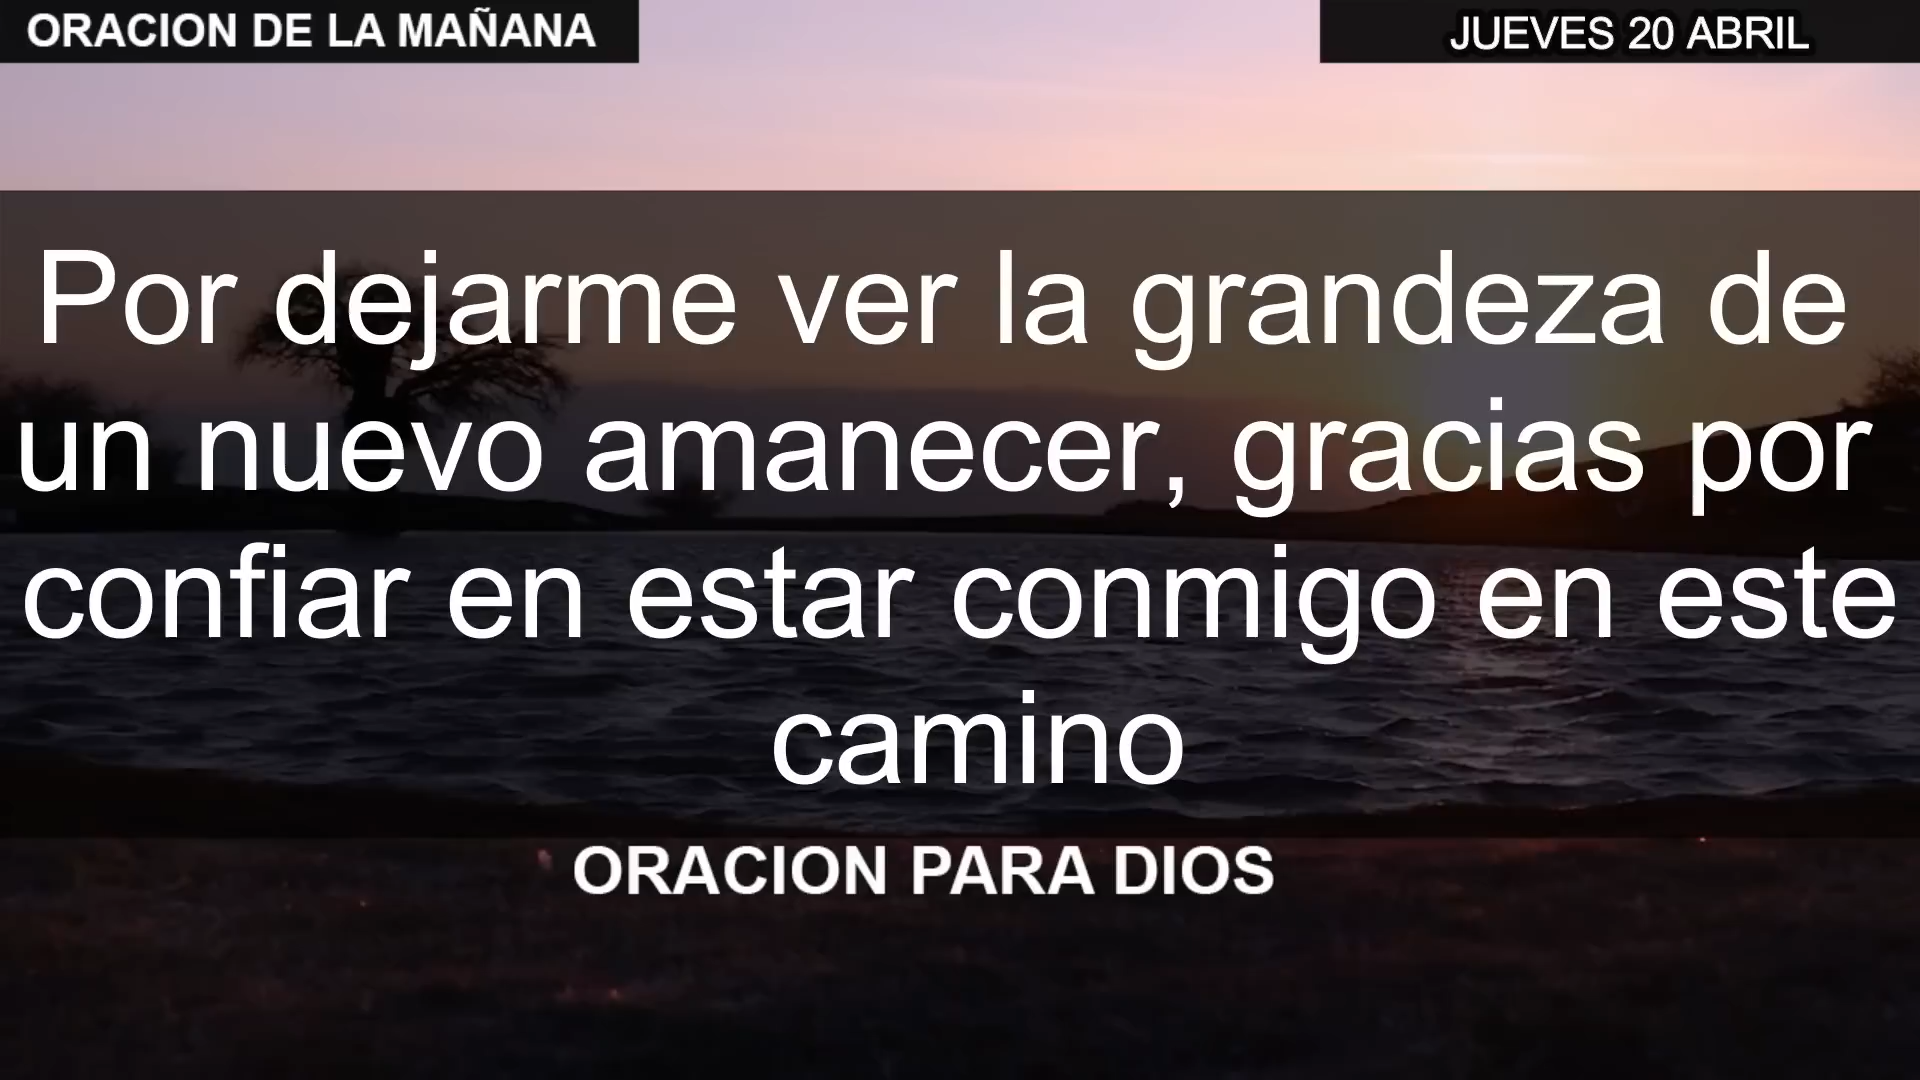 ORACION DE LA MAÑANA
JUEVES 20 ABRIL
Por dejarme ver la grandeza de
un nuevo amanecer, gracias por
confiar en estar conmigo en este
camino
ORACION PARA DIOS